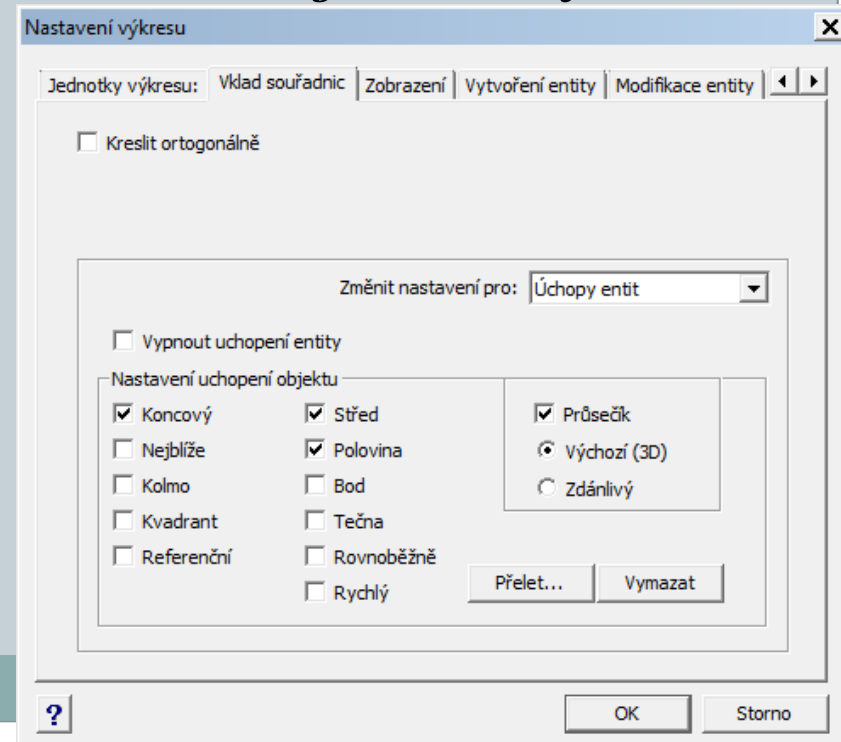 Nastavení výkresu
Jednotky výkresu: Vklad souřadnic Zobrazení Vytvoření entity Modifikace entity
Kreslit ortogonálně
Změnit nastavení pro: Úchopy entit
Vypnout uchopení entity
Nastavení uchopení objektu
Koncový Střed Průsečík
Nejblíže Polovina Výchozí (3D)
Kolmo Bod Zdánlivý
Kvadrant Tečna
Referenční Rovnoběžně
Rychlý Přelet... Vymazat
? OK Storno